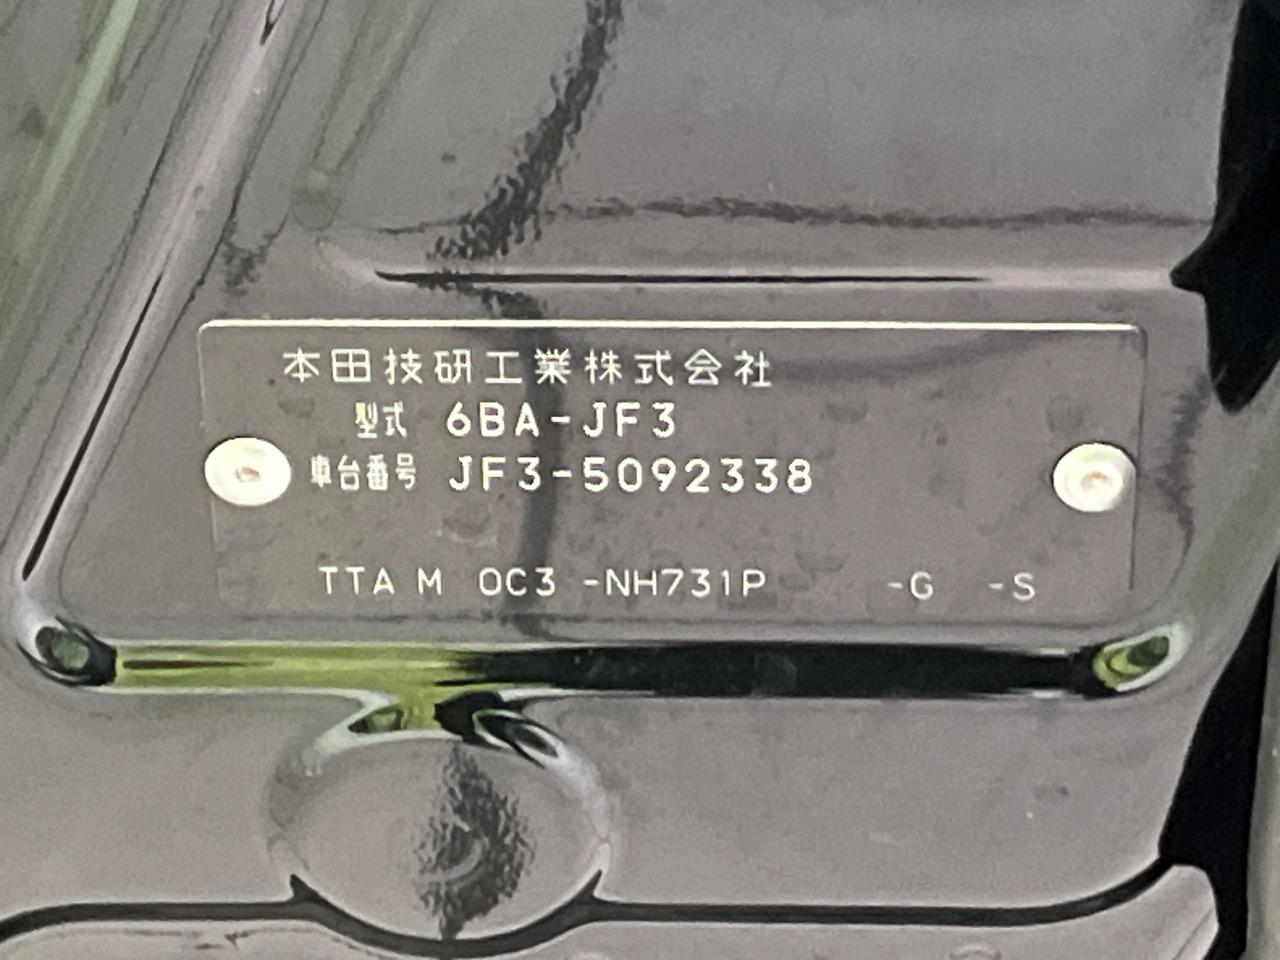 本田技研工業株式会社
型式 6BA-JF3
車台番号 JF3-5092338
TTA M 0C3 -NH731P -G -S